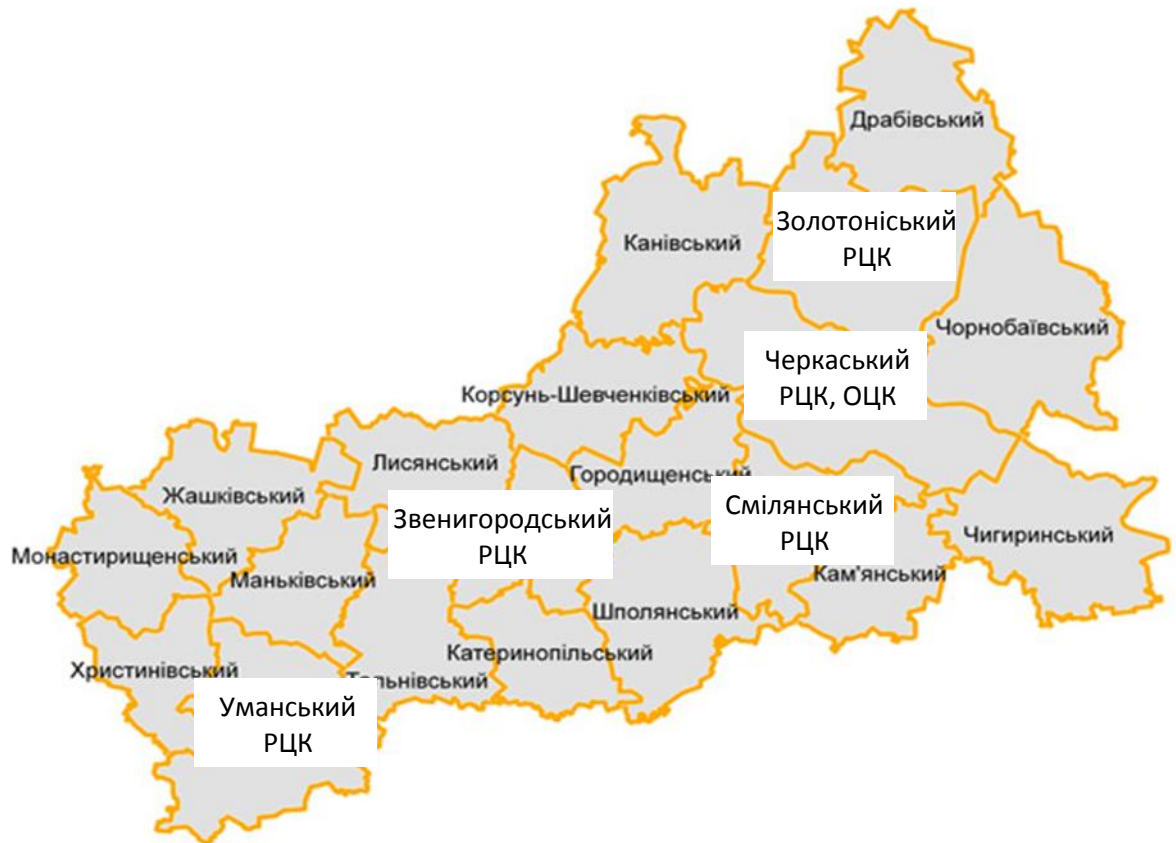 Драбівський
Золотоніський
РЦК
Канівський
Чорнобаївський
Черкаський
РЦК, ОЦК
Корсунь-Шевченківський
Лисянський
Городищенський
Жашківський
Звенигородський
РЦК
Смілянський
РЦК
Чигиринський
Монастирищенський
Маньківський
Кам'янський
Шполянський
Катеринопільський
Христинівський
Тальнівський
Уманський
РЦК